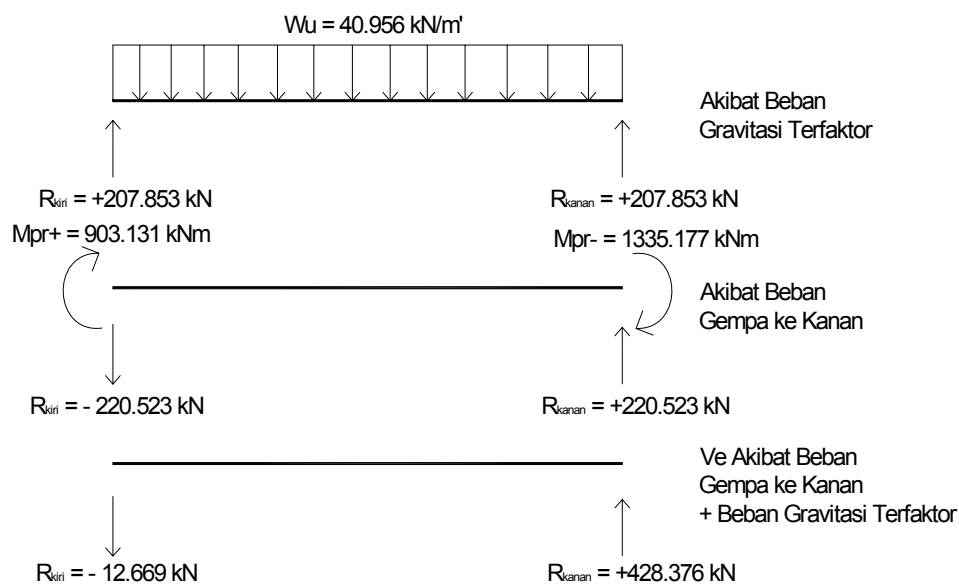 Wu = 40.956 kN/m'
Akibat Beban
Gravitasi Terfaktor
Rkiri = +207.853 kN
Rkanan = +207.853 kN
Mpr+ = 903.131 kNm
Mpr- = 1335.177 kNm
Akibat Beban
Gempa ke Kanan
Rkiri = - 220.523 kN
Rkanan = +220.523 kN
Ve Akibat Beban
Gempa ke Kanan
+ Beban Gravitasi Terfaktor
Rkiri = - 12.669 kN
Rkanan = +428.376 kN